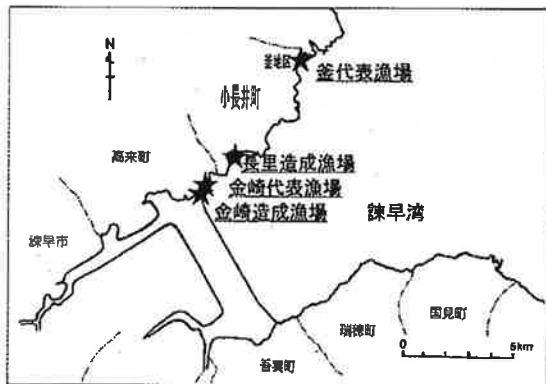 N
釜地区
釜代表漁場
小長井町
高来町
長里造成漁場
金崎代表漁場
金崎造成漁場
諫早湾
諫早市
国見町
瑞穂町
吾妻町
0
5km